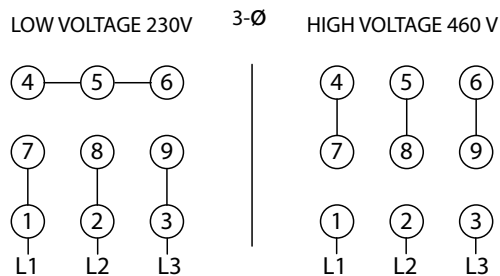 LOW VOLTAGE 230V 3-Ø HIGH VOLTAGE 460 V
4 5 6 4 5 6
7 8 9 7 8 9
1 2 3 1 2 3
L1 L2 L3 L1 L2 L3